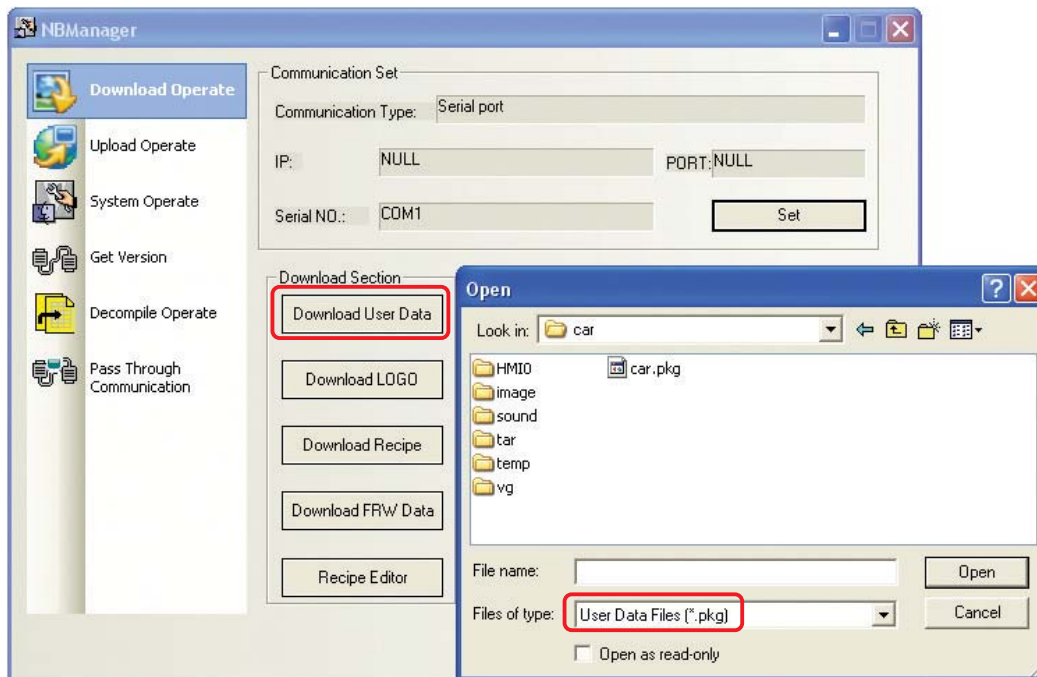 NBManager
Download Operate
Upload Operate
System Operate
Get Version
Decompile Operate
Pass Through
Communication
Communication Set
Communication Type: Serial port
IP: NULL PORT: NULL
Serial NO.: COM1 Set
Download Section
Download User Data
Download LOGO
Download Recipe
Download FRW Data
Recipe Editor
Open
Look in: car
HMI0 car.pkg
image
sound
tar
temp
vg
File name: Open
Files of type: User Data Files (*.pkg) Cancel
Open as read-only